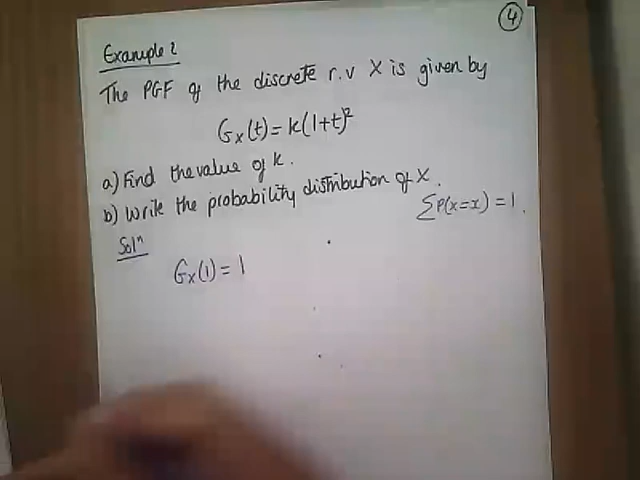 4
Example 2
The PGF of the discrete r.v X is given by
Gₓ(t) = k(1+t)²
a) Find the value of k.
b) Write the probability distribution of X.
∑P(X=x) = 1.
Solⁿ
Gₓ(1) = 1